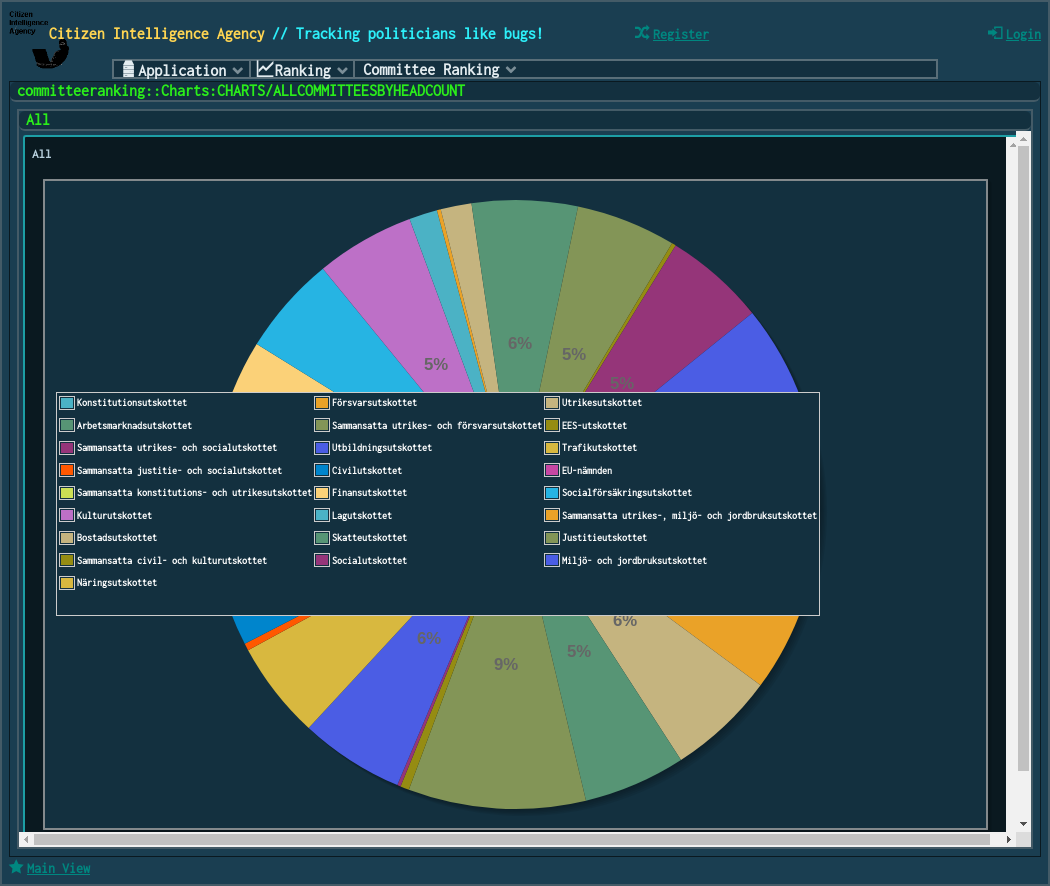 Citizen
Intelligence
Agency
Citizen Intelligence Agency // Tracking politicians like bugs!
Register
Login
Application
Ranking
Committee Ranking
committeeranking::Charts:CHARTS/ALLCOMMITTEESBYHEADCOUNT
All
All
6%
5%
5%
5%
Konstitutionsutskottet
Försvarsutskottet
Utrikesutskottet
Arbetsmarknadsutskottet
Sammansatta utrikes- och försvarsutskottet
EES-utskottet
Sammansatta utrikes- och socialutskottet
Utbildningsutskottet
Trafikutskottet
Sammansatta justitie- och socialutskottet
Civilutskottet
EU-nämnden
Sammansatta konstitutions- och utrikesutskottet
Finansutskottet
Socialförsäkringsutskottet
Kulturutskottet
Lagutskottet
Sammansatta utrikes-, miljö- och jordbruksutskottet
Bostadsutskottet
Skatteutskottet
Justitieutskottet
Sammansatta civil- och kulturutskottet
Socialutskottet
Miljö- och jordbruksutskottet
Näringsutskottet
6%
6%
5%
9%
Main View